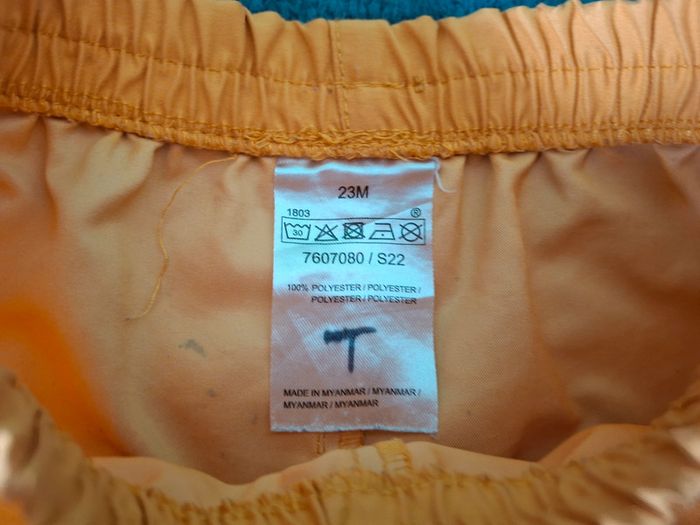 23M
1803 ®
30
7607080 / S22
100% POLYESTER / POLYESTER /
POLYESTER / POLYESTER
T
MADE IN MYANMAR / MYANMAR /
MYANMAR / MYANMAR